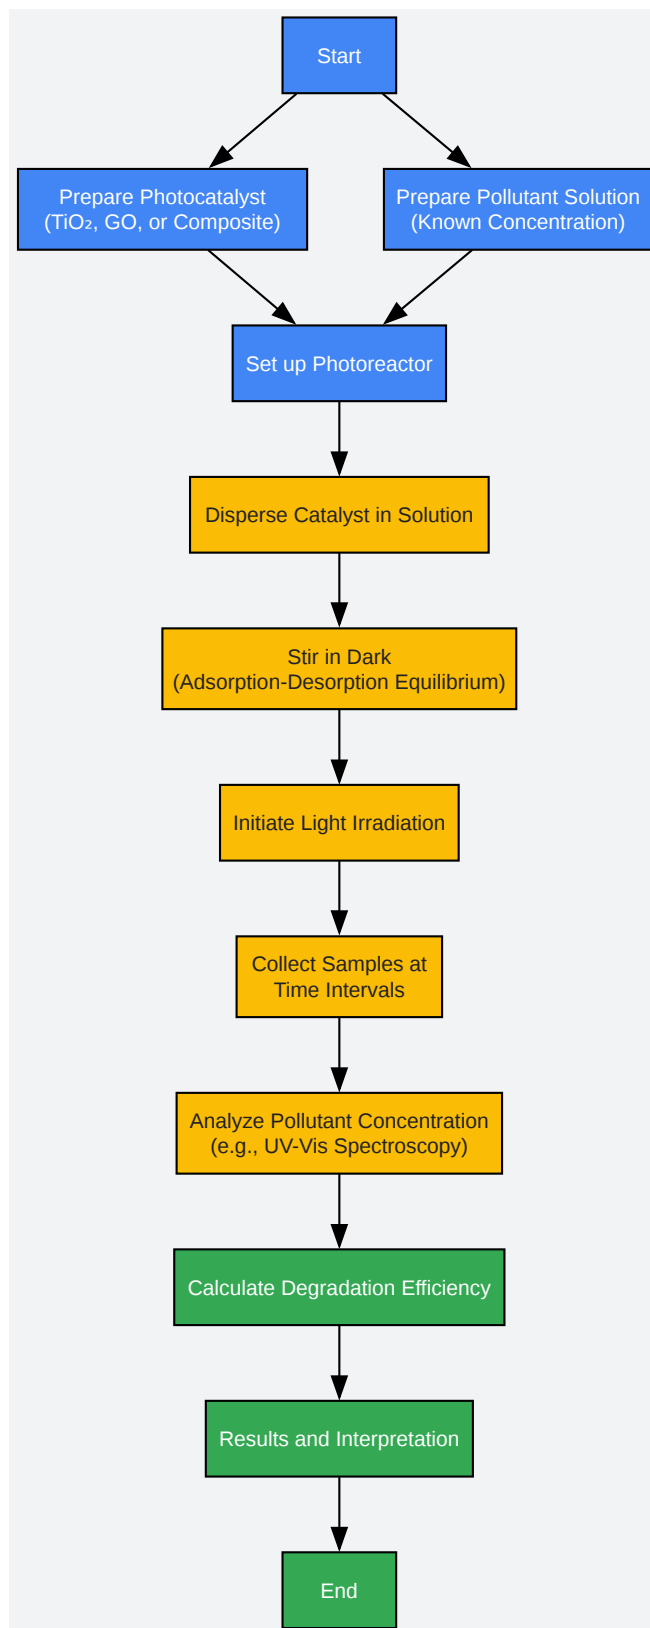 Start
Prepare Photocatalyst
(TiO₂, GO, or Composite)
Prepare Pollutant Solution
(Known Concentration)
Set up Photoreactor
Disperse Catalyst in Solution
Stir in Dark
(Adsorption-Desorption Equilibrium)
Initiate Light Irradiation
Collect Samples at
Time Intervals
Analyze Pollutant Concentration
(e.g., UV-Vis Spectroscopy)
Calculate Degradation Efficiency
Results and Interpretation
End